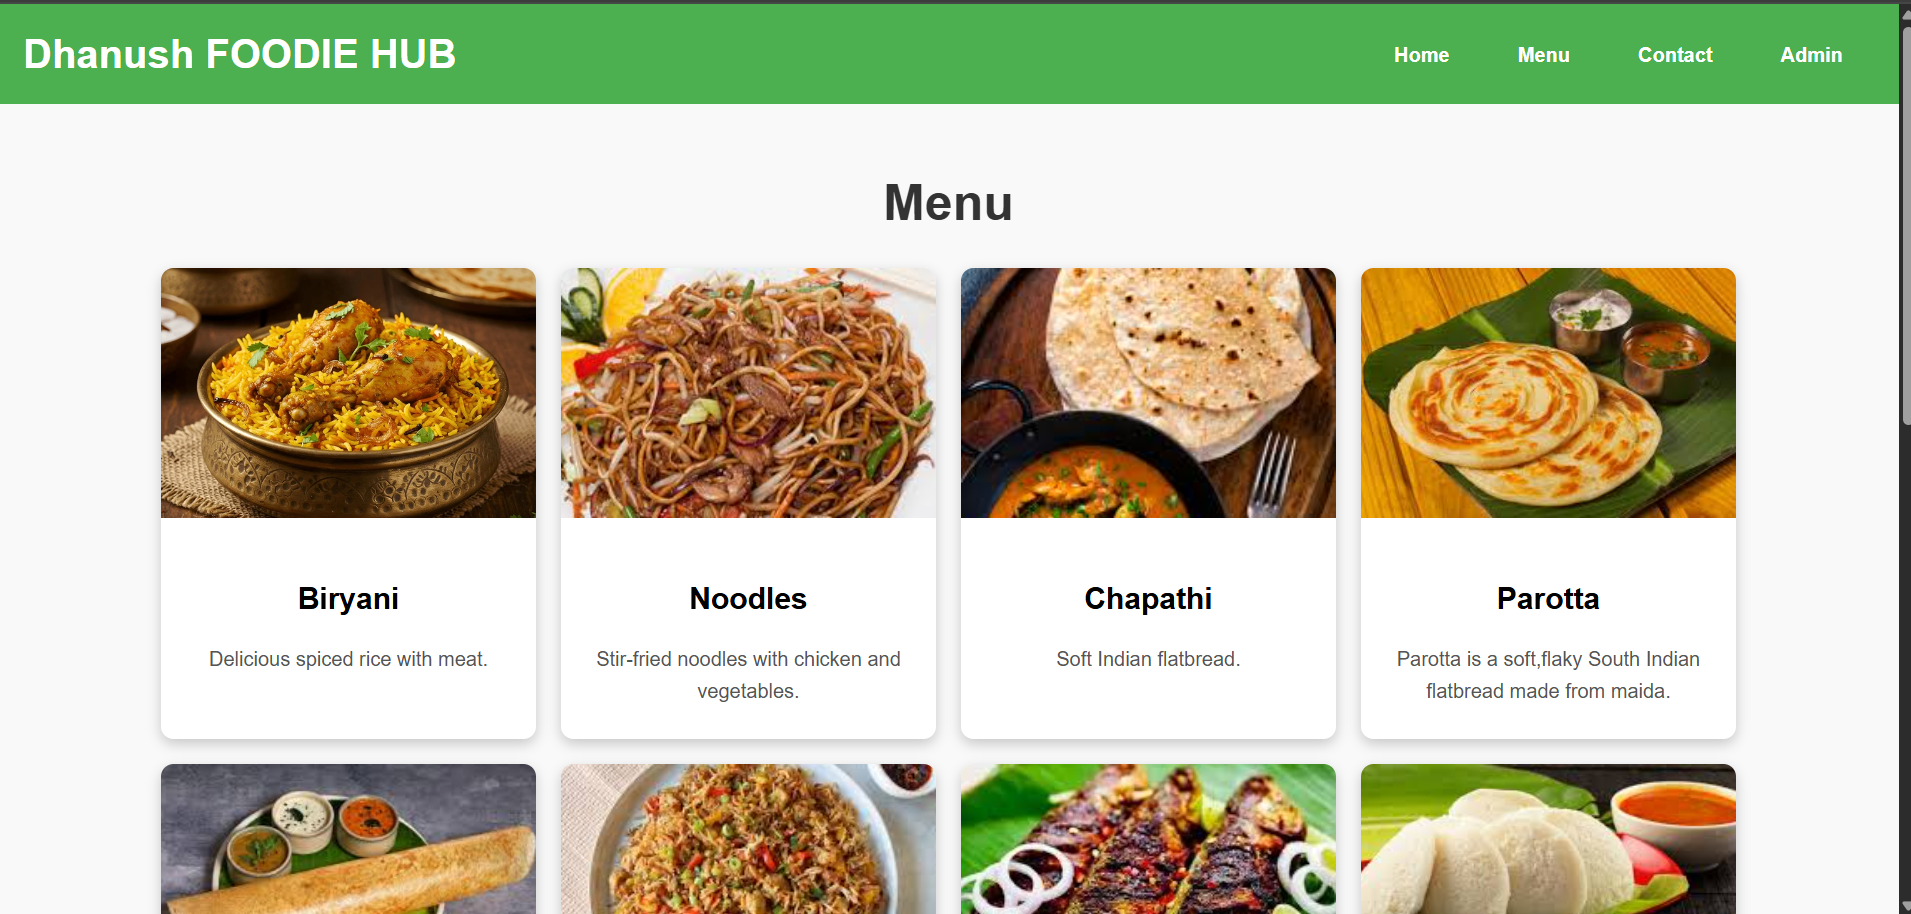 Dhanush FOODIE HUB
Home
Menu
Contact
Admin
Menu
Biryani
Delicious spiced rice with meat.
Noodles
Stir-fried noodles with chicken and
vegetables.
Chapathi
Soft Indian flatbread.
Parotta
Parotta is a soft,flaky South Indian
flatbread made from maida.